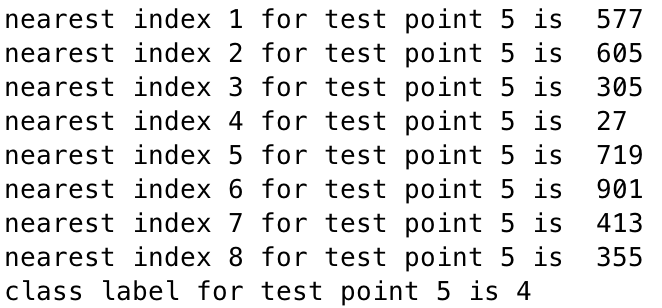 nearest index 1 for test point 5 is  577
nearest index 2 for test point 5 is  605
nearest index 3 for test point 5 is  305
nearest index 4 for test point 5 is  27
nearest index 5 for test point 5 is  719
nearest index 6 for test point 5 is  901
nearest index 7 for test point 5 is  413
nearest index 8 for test point 5 is  355
class label for test point 5 is 4